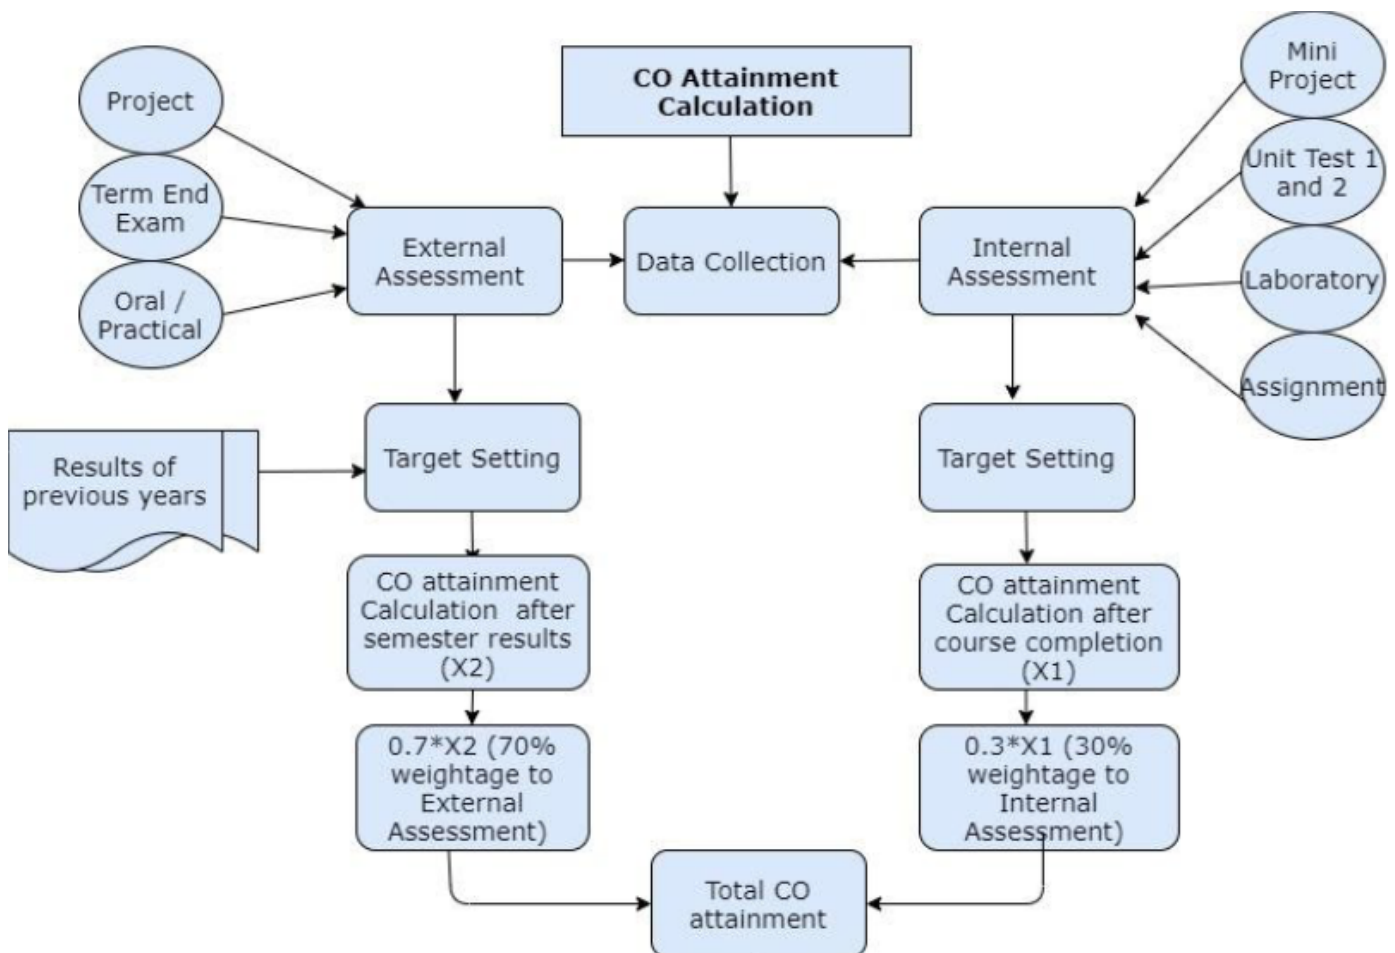 CO Attainment
Calculation
Project
Term End
Exam
Oral /
Practical
External
Assessment
Data Collection
Internal
Assessment
Mini
Project
Unit Test 1
and 2
Laboratory
Assignment
Results of
previous years
Target Setting
Target Setting
CO attainment
Calculation after
semester results
(X2)
CO attainment
Calculation after
course completion
(X1)
0.7*X2 (70%
weightage to
External
Assessment)
0.3*X1 (30%
weightage to
Internal
Assessment)
Total CO
attainment